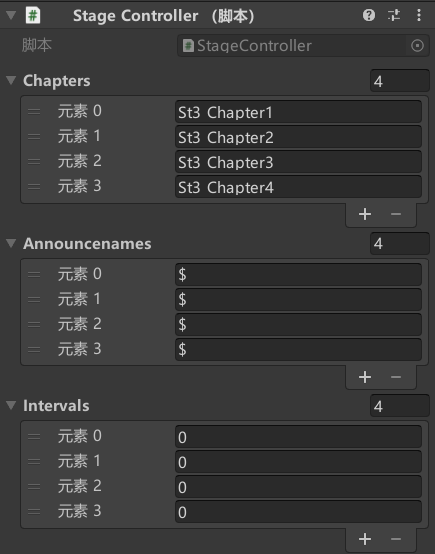 Stage Controller （脚本）
脚本 StageController
Chapters 4
元素 0 St3 Chapter1
元素 1 St3 Chapter2
元素 2 St3 Chapter3
元素 3 St3 Chapter4
+ −
Announcenames 4
元素 0 $
元素 1 $
元素 2 $
元素 3 $
+ −
Intervals 4
元素 0 0
元素 1 0
元素 2 0
元素 3 0
+ −